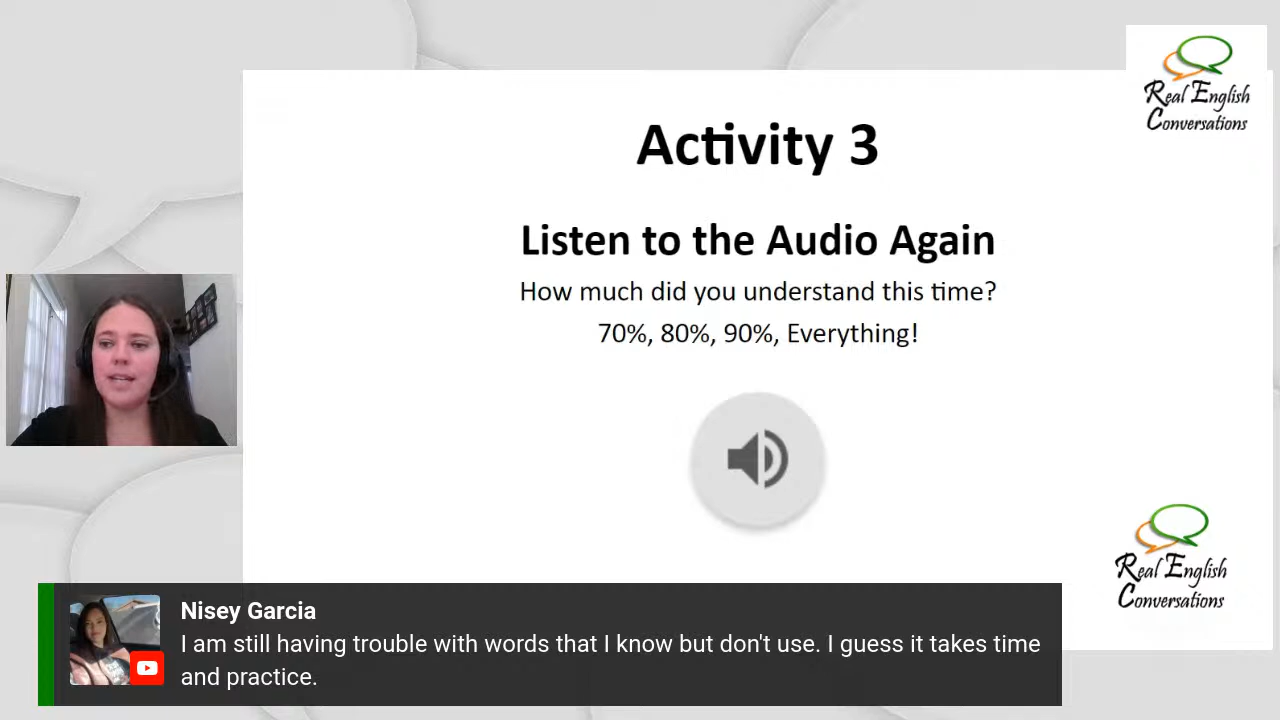 Real English
Conversations
Activity 3
Listen to the Audio Again
How much did you understand this time?
70%, 80%, 90%, Everything!
Real English
Conversations
Nisey Garcia
I am still having trouble with words that I know but don't use. I guess it takes time
and practice.